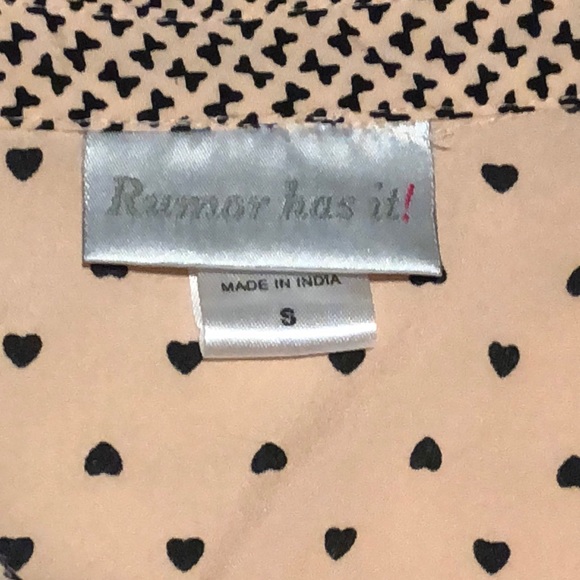 Rumor has it!
MADE IN INDIA
S